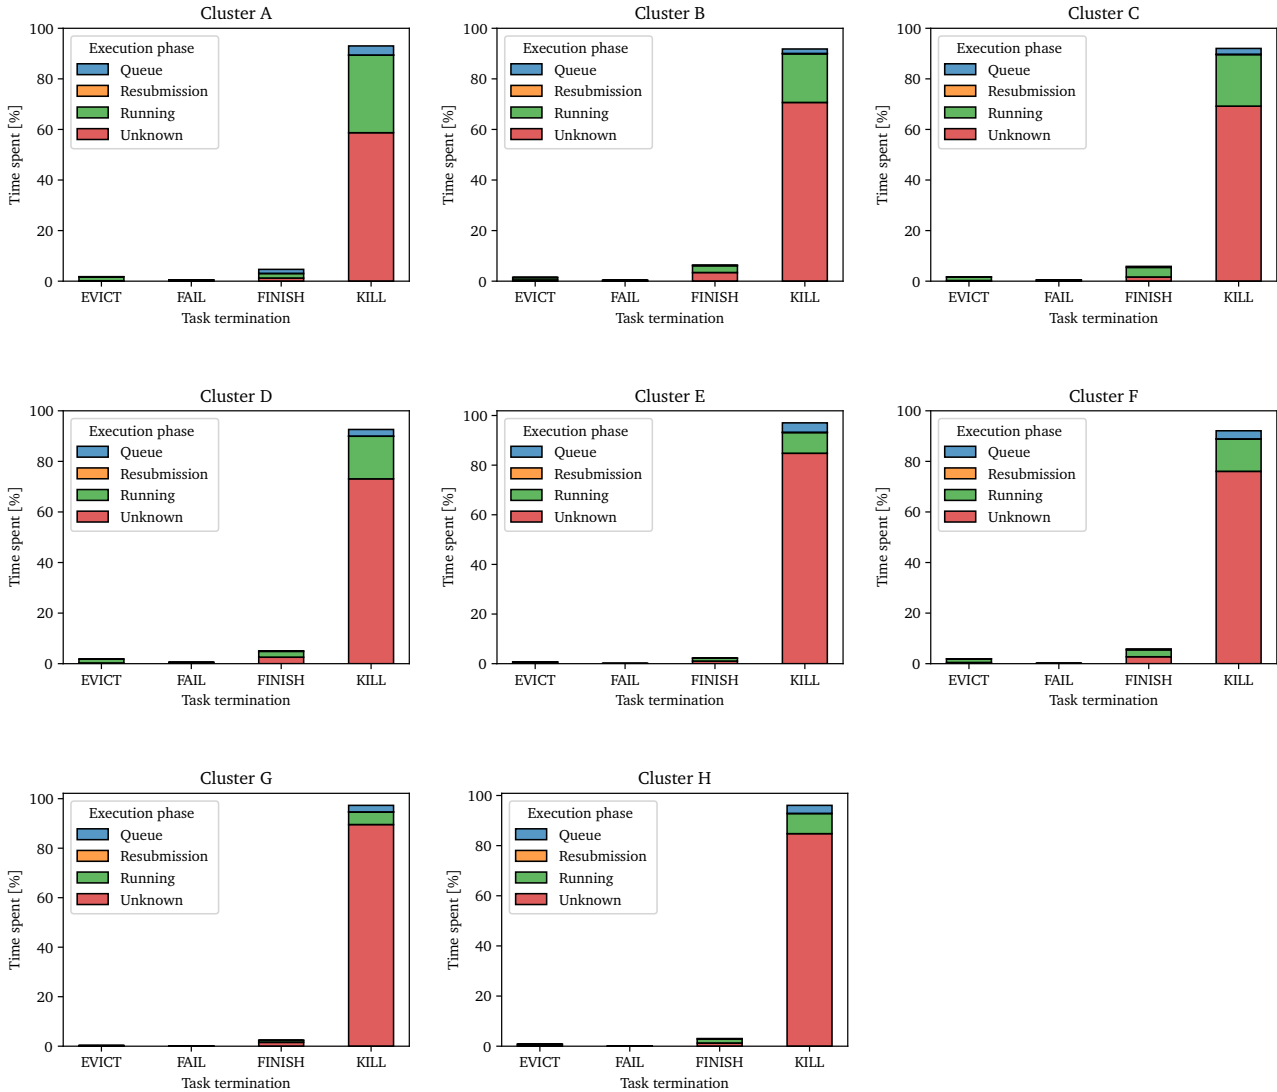 Cluster A
Time spent [%]
100
80
60
40
20
0
Execution phase
Queue
Resubmission
Running
Unknown
EVICT FAIL FINISH KILL
Task termination
Cluster B
Time spent [%]
100
80
60
40
20
0
Execution phase
Queue
Resubmission
Running
Unknown
EVICT FAIL FINISH KILL
Task termination
Cluster C
Time spent [%]
100
80
60
40
20
0
Execution phase
Queue
Resubmission
Running
Unknown
EVICT FAIL FINISH KILL
Task termination
Cluster D
Time spent [%]
100
80
60
40
20
0
Execution phase
Queue
Resubmission
Running
Unknown
EVICT FAIL FINISH KILL
Task termination
Cluster E
Time spent [%]
100
80
60
40
20
0
Execution phase
Queue
Resubmission
Running
Unknown
EVICT FAIL FINISH KILL
Task termination
Cluster F
Time spent [%]
100
80
60
40
20
0
Execution phase
Queue
Resubmission
Running
Unknown
EVICT FAIL FINISH KILL
Task termination
Cluster G
Time spent [%]
100
80
60
40
20
0
Execution phase
Queue
Resubmission
Running
Unknown
EVICT FAIL FINISH KILL
Task termination
Cluster H
Time spent [%]
100
80
60
40
20
0
Execution phase
Queue
Resubmission
Running
Unknown
EVICT FAIL FINISH KILL
Task termination